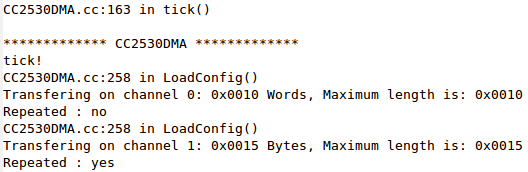 CC2530DMA.cc:163 in tick()
************* CC2530DMA *************
tick!
CC2530DMA.cc:258 in LoadConfig()
Transfering on channel 0: 0x0010 Words, Maximum length is: 0x0010
Repeated : no
CC2530DMA.cc:258 in LoadConfig()
Transfering on channel 1: 0x0015 Bytes, Maximum length is: 0x0015
Repeated : yes